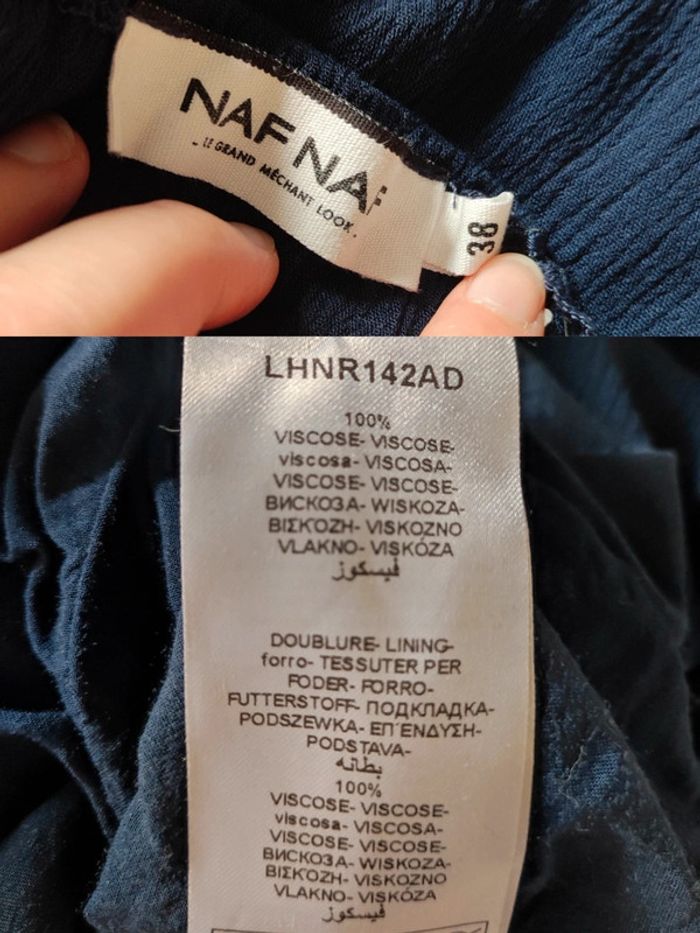 NAF NAF
LE GRAND MÉCHANT LOOK.
38
LHNR142AD
100%
VISCOSE- VISCOSE-
viscosa- VISCOSA-
VISCOSE- VISCOSE-
ВИСКОЗА- WISKOZA-
ΒΙΣΚΌΖΗ- VISKOZNO
VLAKNO- VISKÓZA
فيسكوز
DOUBLURE- LINING-
forro- TESSUTER PER
FODER- FORRO-
FUTTERSTOFF- ПОДКЛАДКА-
PODSZEWKA- ΕΠΈΝΔΥΣΗ-
PODSTAVA-
بطانه
100%
VISCOSE- VISCOSE-
viscosa- VISCOSA-
VISCOSE- VISCOSE-
ВИСКОЗА- WISKOZA-
ΒΙΣΚΌΖΗ- VISKOZNO
VLAKNO- VISKÓZA
فيسكوز